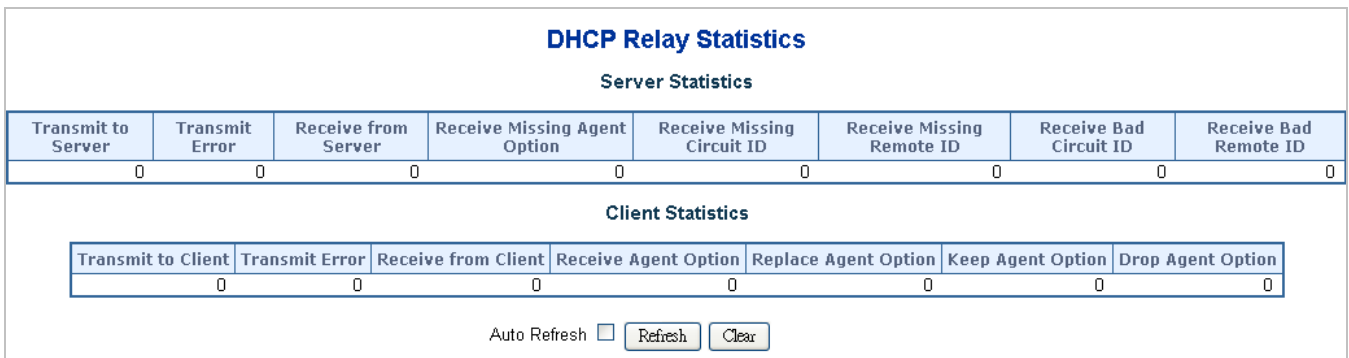 DHCP Relay Statistics
Server Statistics
Transmit to Server Transmit Error Receive from Server Receive Missing Agent Option Receive Missing Circuit ID Receive Missing Remote ID Receive Bad Circuit ID Receive Bad Remote ID
0 0 0 0 0 0 0 0
Client Statistics
Transmit to Client Transmit Error Receive from Client Receive Agent Option Replace Agent Option Keep Agent Option Drop Agent Option
0 0 0 0 0 0 0
Auto Refresh Refresh Clear